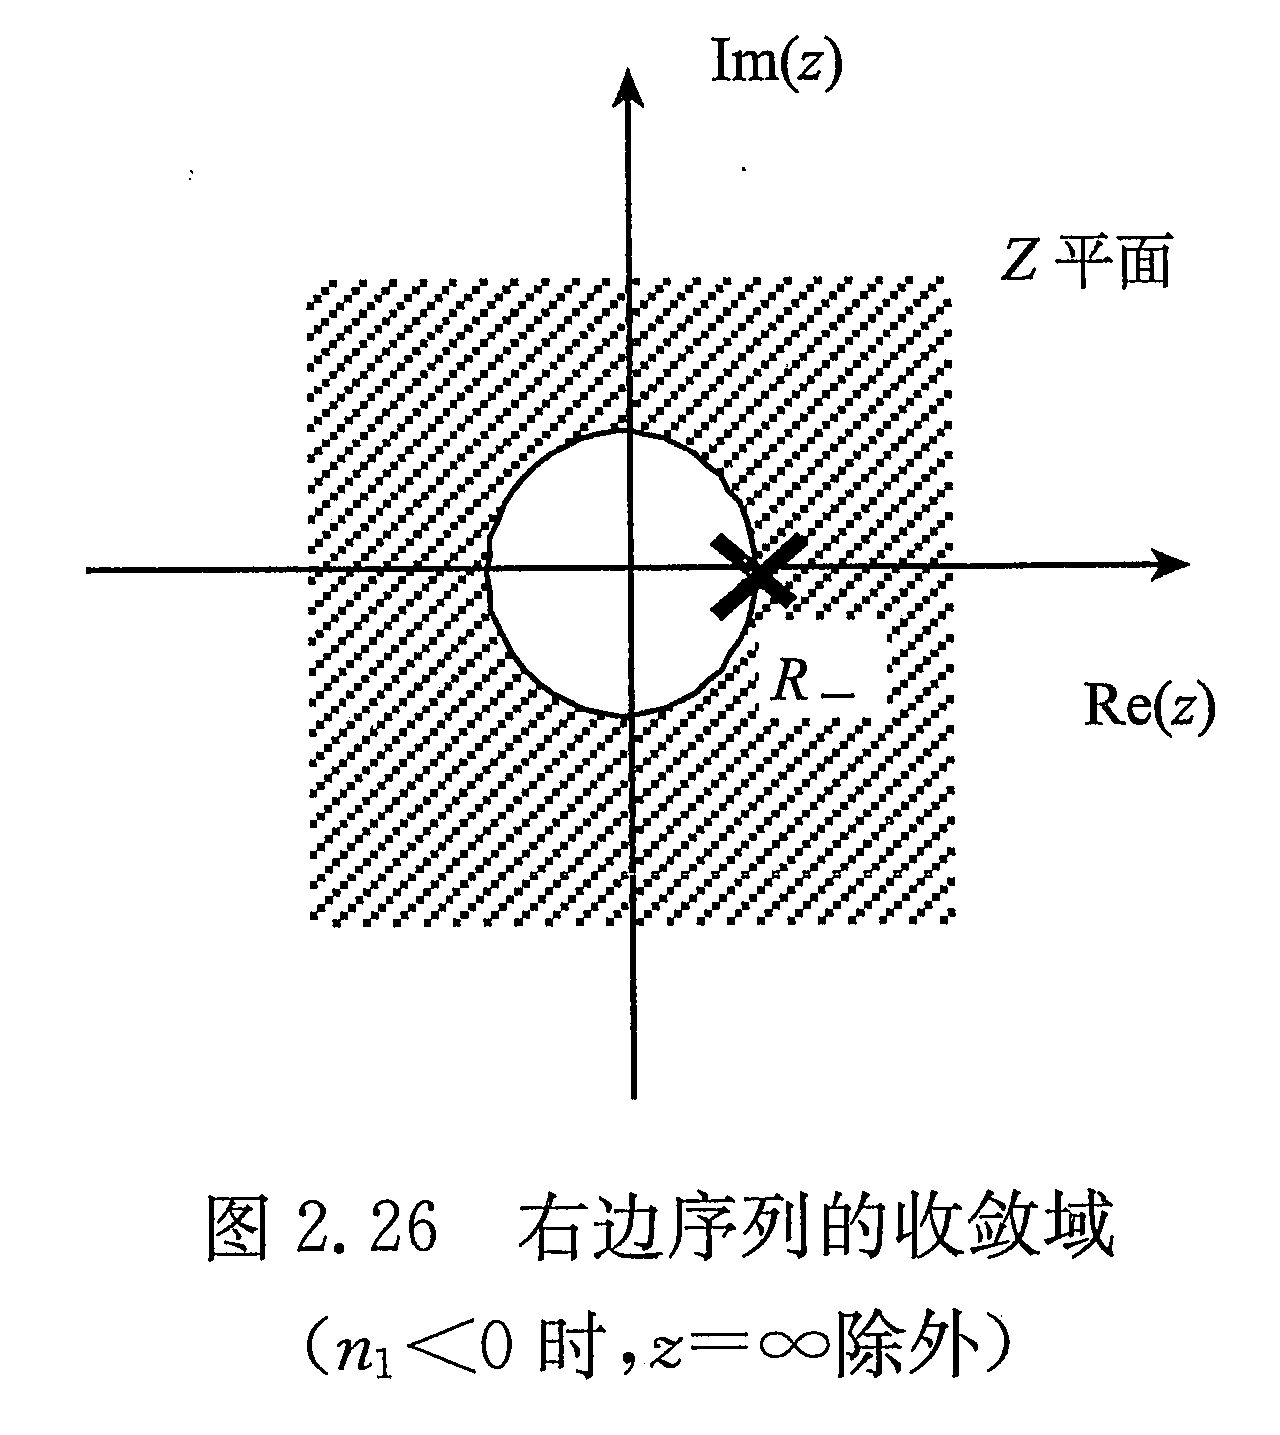 Im(z)
Z 平面
R_
Re(z)
图 2.26 右边序列的收敛域
(n₁<0 时,z=∞除外)